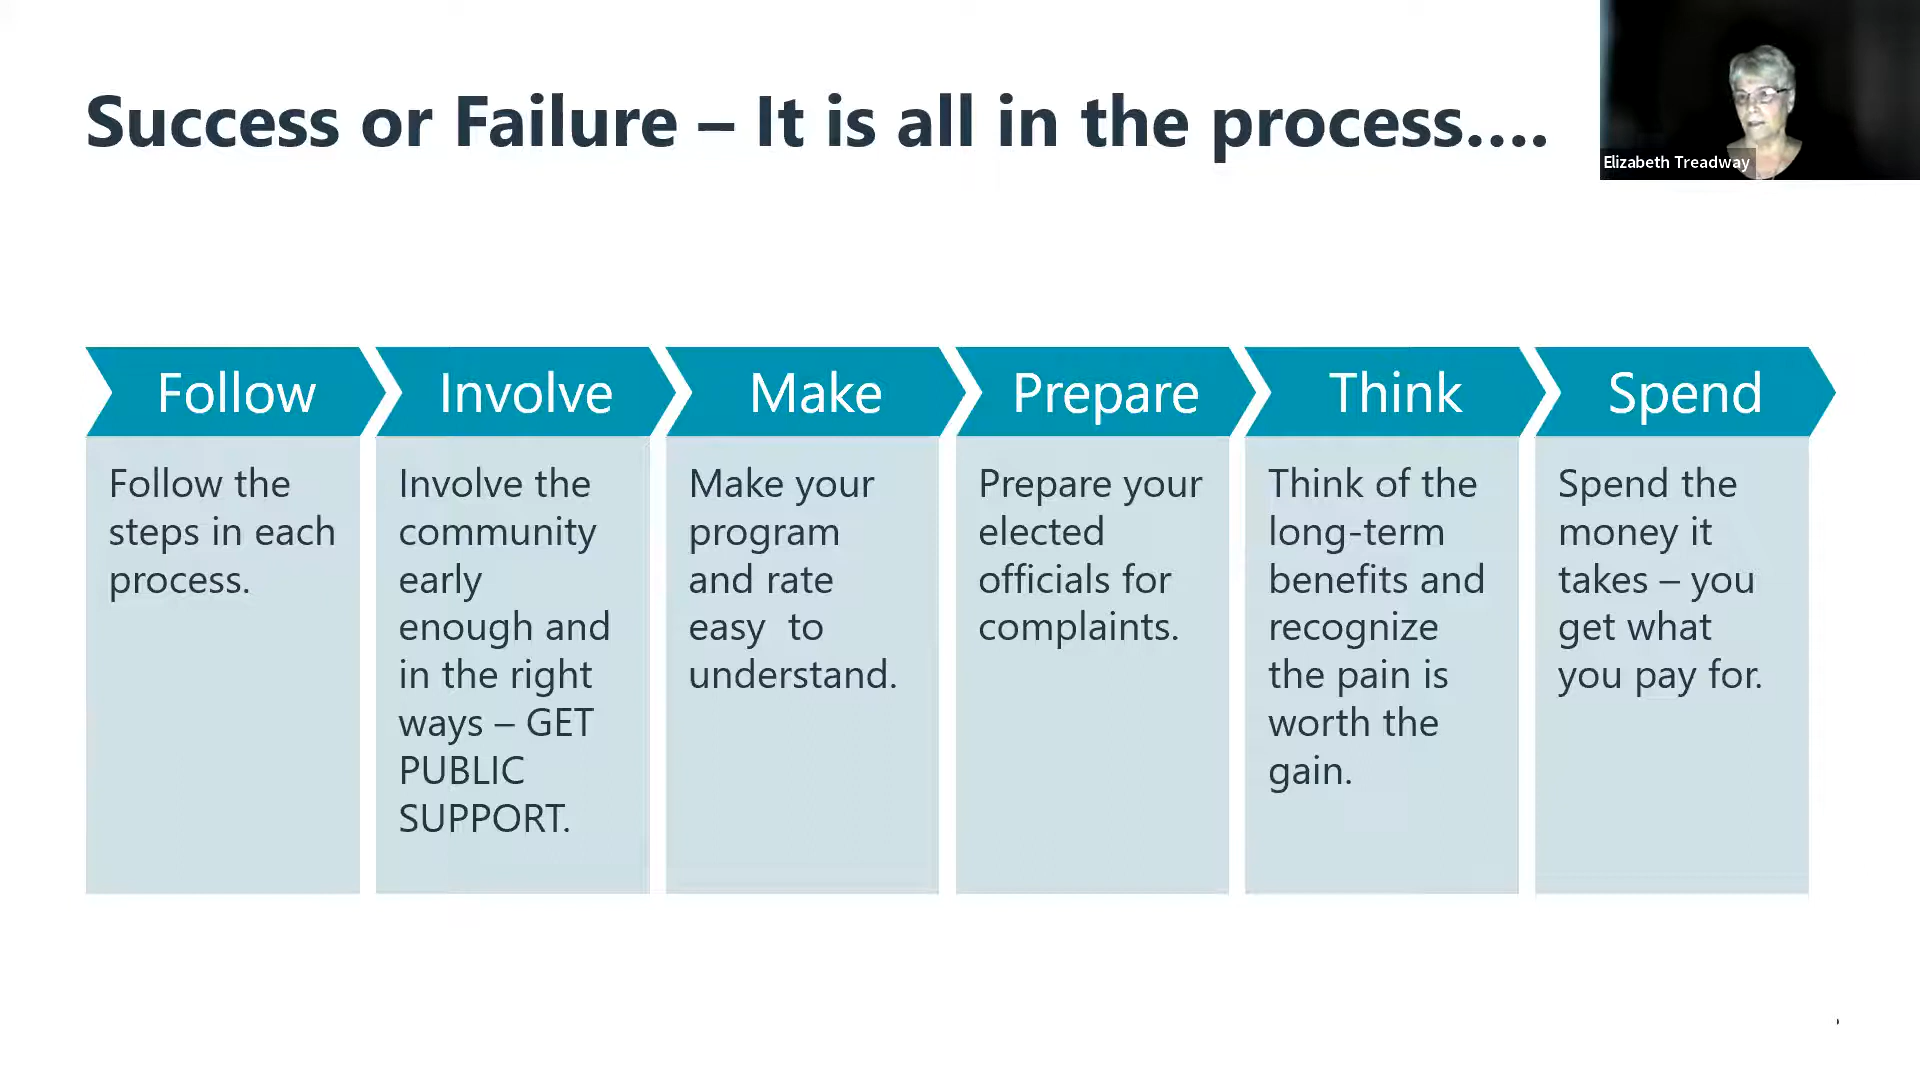 Success or Failure – It is all in the process....
Elizabeth Treadway
Follow
Involve
Make
Prepare
Think
Spend
Follow the
steps in each
process.
Involve the
community
early
enough and
in the right
ways – GET
PUBLIC
SUPPORT.
Make your
program
and rate
easy  to
understand.
Prepare your
elected
officials for
complaints.
Think of the
long-term
benefits and
recognize
the pain is
worth the
gain.
Spend the
money it
takes – you
get what
you pay for.